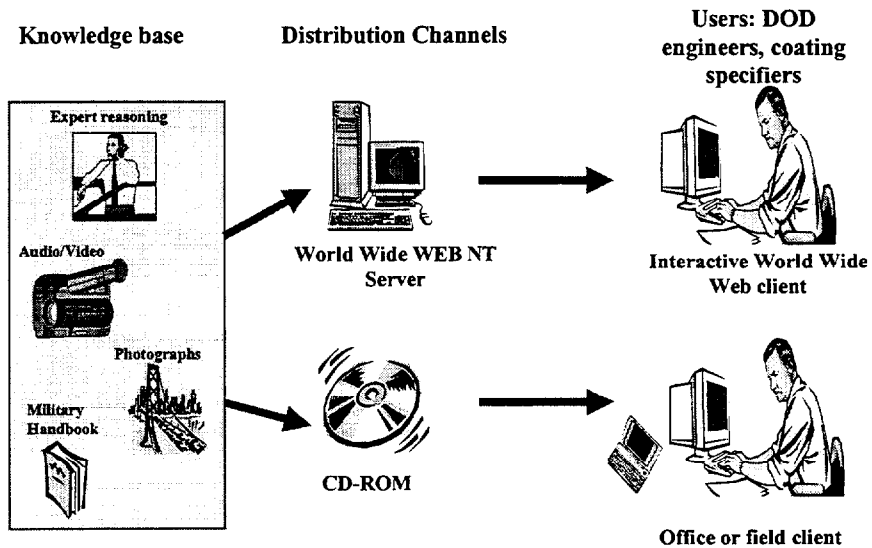 Knowledge base
Distribution Channels
Users: DOD
engineers, coating
specifiers
Expert reasoning
Audio/Video
Photographs
Military
Handbook
World Wide WEB NT
Server
CD-ROM
Interactive World Wide
Web client
Office or field client